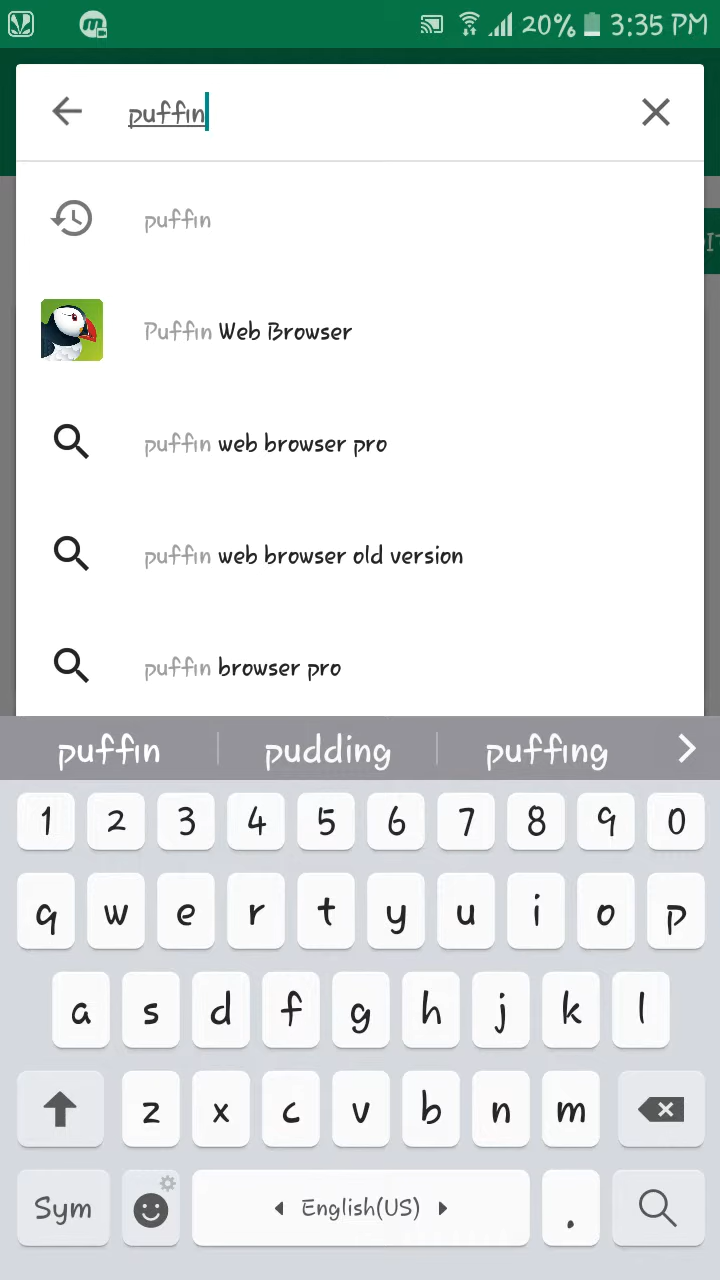 20% 3:35 PM
puffin
puffin
Puffin Web Browser
puffin web browser pro
puffin web browser old version
puffin browser pro
puffin pudding puffing
1 2 3 4 5 6 7 8 9 0
q w e r t y u i o p
a s d f g h j k l
z x c v b n m
Sym English(US) .